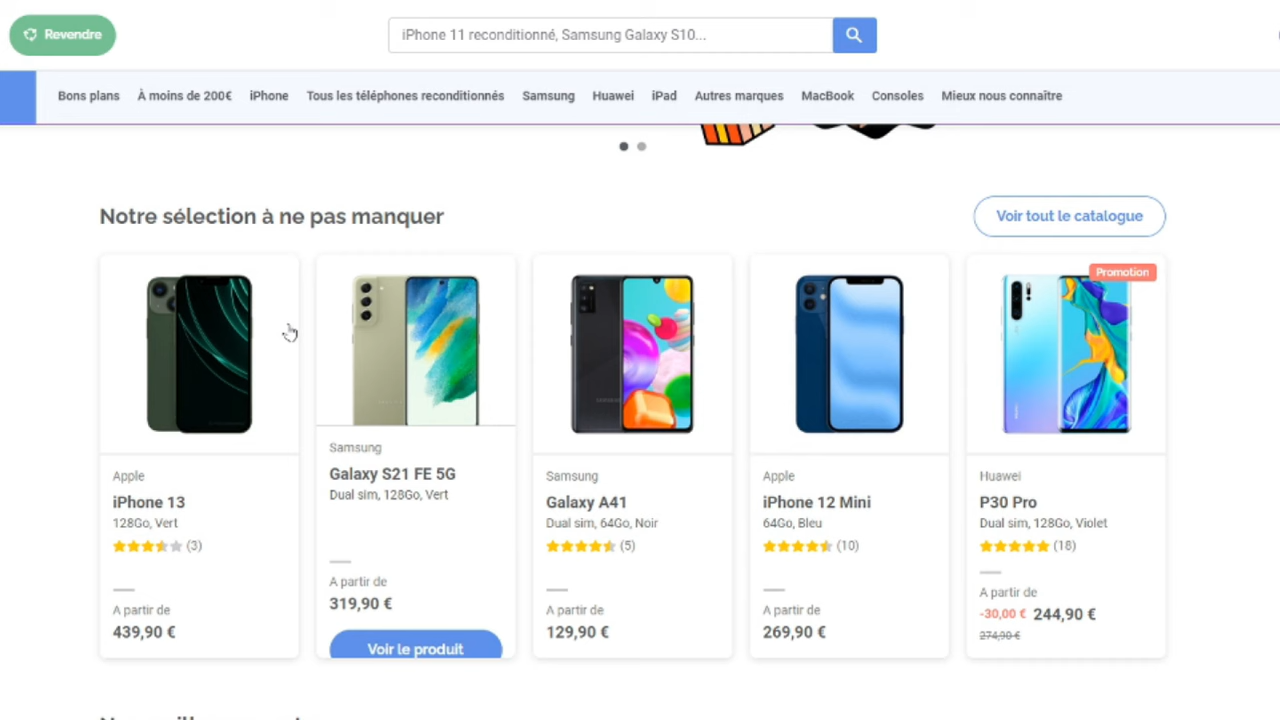 Revendre
iPhone 11 reconditionné, Samsung Galaxy S10...
Bons plans À moins de 200€ iPhone Tous les téléphones reconditionnés Samsung Huawei iPad Autres marques MacBook Consoles Mieux nous connaître
Notre sélection à ne pas manquer
Voir tout le catalogue
Apple
iPhone 13
128Go, Vert
(3)
A partir de
439,90 €
Samsung
Galaxy S21 FE 5G
Dual sim, 128Go, Vert
A partir de
319,90 €
Voir le produit
Samsung
Galaxy A41
Dual sim, 64Go, Noir
(5)
A partir de
129,90 €
Apple
iPhone 12 Mini
64Go, Bleu
(10)
A partir de
269,90 €
Promotion
Huawei
P30 Pro
Dual sim, 128Go, Violet
(18)
A partir de
-30,00 € 244,90 €
274,90 €